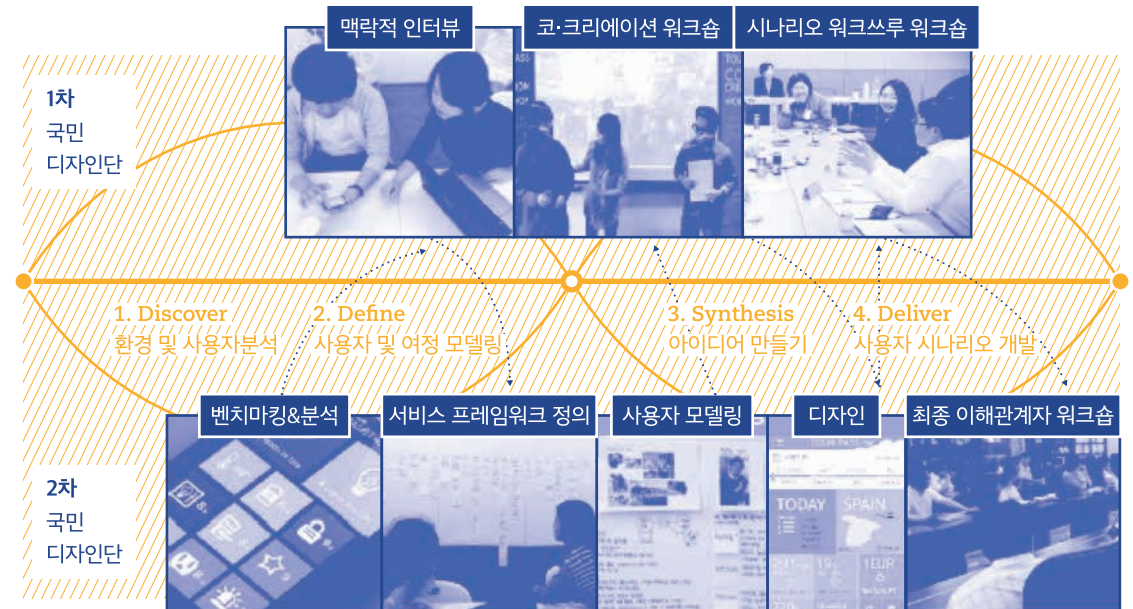 맥락적 인터뷰
코·크리에이션 워크숍
시나리오 워크쓰루 워크숍
1차
국민
디자인단
1. Discover
환경 및 사용자분석
2. Define
사용자 및 여정 모델링
3. Synthesis
아이디어 만들기
4. Deliver
사용자 시나리오 개발
벤치마킹&분석
서비스 프레임워크 정의
사용자 모델링
디자인
최종 이해관계자 워크숍
2차
국민
디자인단
TODAY
SPAIN
1EUR